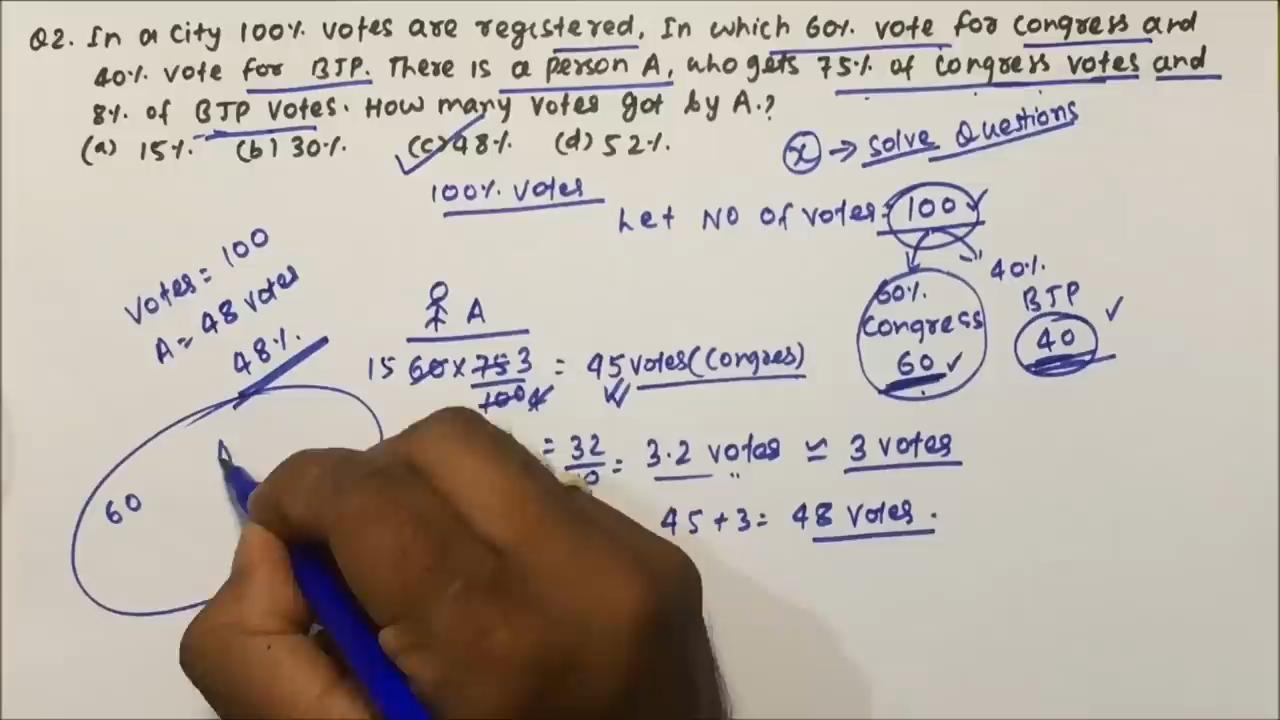 Q2. In a city 100% votes are registered, In which 60% vote for congress and
40% vote for BJP. There is a person A, who gets 75% of congress votes and
8% of BJP votes. How many votes got by A.?
(a) 15% (b) 30% (c) 48% (d) 52%
x → solve Questions
100% votes
Let NO of votes: 100
60%
congress
60
40%
BJP
40
votes = 100
A = 48 votes
48%
A
15 60 x 75 3 = 45 votes (congres)
100 4
= 32 = 3.2 votes ≃ 3 votes
45 + 3 = 48 votes.
60